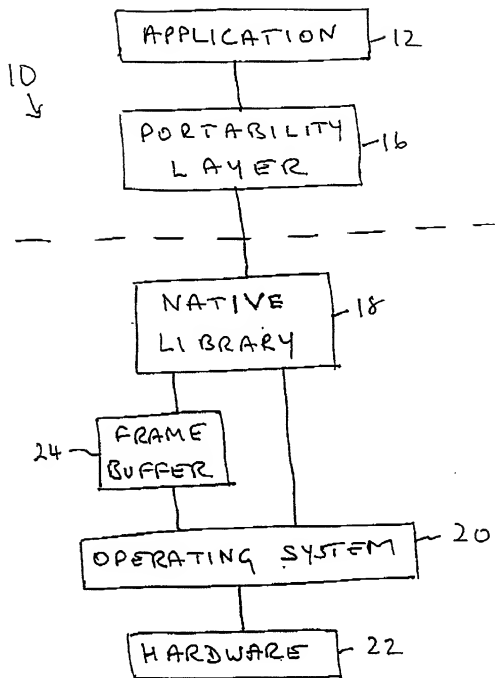 APPLICATION
12
10
PORTABILITY
LAYER
16
NATIVE
LIBRARY
18
FRAME
BUFFER
24
OPERATING SYSTEM
20
HARDWARE
22